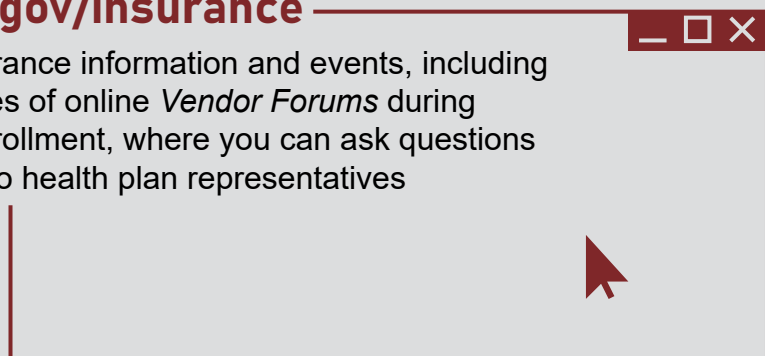 gov/insurance
rance information and events, including
es of online Vendor Forums during
rollment, where you can ask questions
o health plan representatives